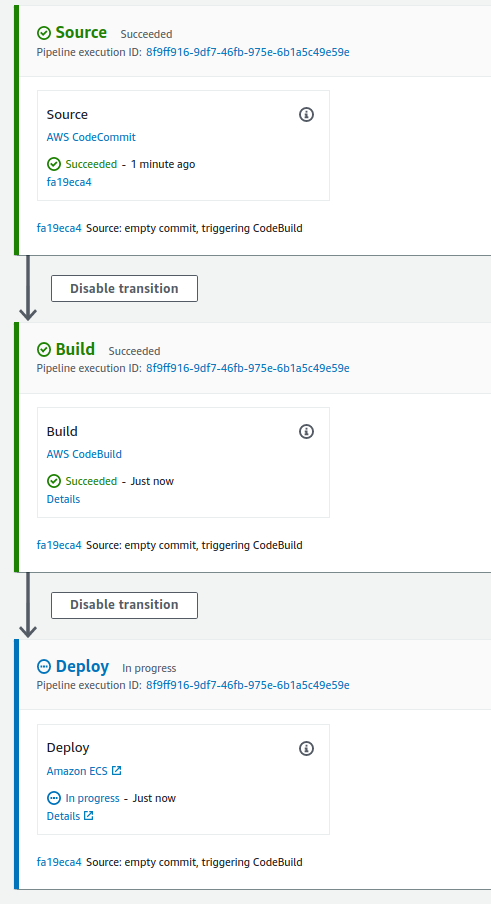 Source Succeeded
Pipeline execution ID: 8f9ff916-9df7-46fb-975e-6b1a5c49e59e
Source
AWS CodeCommit
Succeeded - 1 minute ago
fa19eca4
fa19eca4 Source: empty commit, triggering CodeBuild
Disable transition
Build Succeeded
Pipeline execution ID: 8f9ff916-9df7-46fb-975e-6b1a5c49e59e
Build
AWS CodeBuild
Succeeded - Just now
Details
fa19eca4 Source: empty commit, triggering CodeBuild
Disable transition
Deploy In progress
Pipeline execution ID: 8f9ff916-9df7-46fb-975e-6b1a5c49e59e
Deploy
Amazon ECS
In progress - Just now
Details
fa19eca4 Source: empty commit, triggering CodeBuild